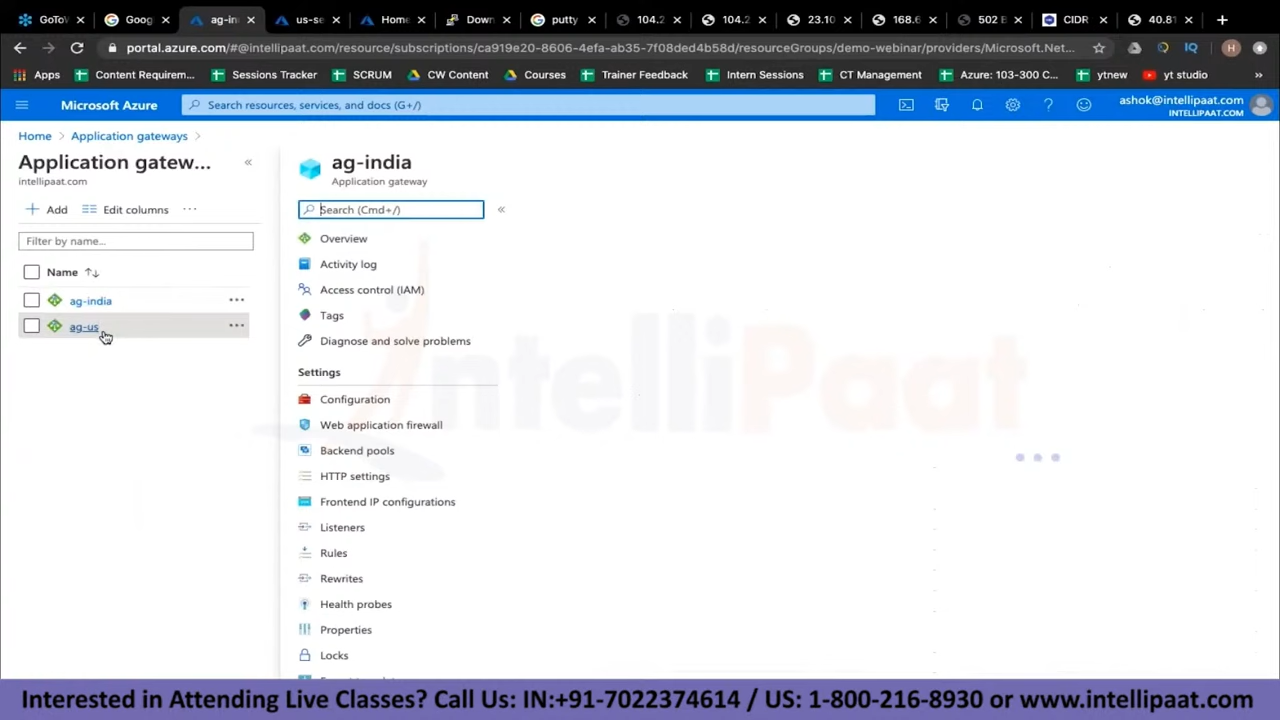 GoToW
Goog
ag-ind
us-se
Home
Down
putty
104.2
104.2
23.10
168.6
502 B
CIDR
40.81
portal.azure.com/#@intellipaat.com/resource/subscriptions/ca919e20-8606-4efa-ab35-7f08ded4b58d/resourceGroups/demo-webinar/providers/Microsoft.Net...
H
Apps
Content Requirem...
Sessions Tracker
SCRUM
CW Content
Courses
Trainer Feedback
Intern Sessions
CT Management
Azure: 103-300 C...
ytnew
yt studio
»
Microsoft Azure
Search resources, services, and docs (G+/)
ashok@intellipaat.com
INTELLIPAAT.COM
Home > Application gateways >
Application gatew... «
intellipaat.com
+ Add
Edit columns
...
Filter by name...
Name ↑↓
ag-india ...
ag-us ...
ag-india
Application gateway
Search (Cmd+/) «
Overview
Activity log
Access control (IAM)
Tags
Diagnose and solve problems
Settings
Configuration
Web application firewall
Backend pools
HTTP settings
Frontend IP configurations
Listeners
Rules
Rewrites
Health probes
Properties
Locks
IntelliPaat
Interested in Attending Live Classes? Call Us: IN:+91-7022374614 / US: 1-800-216-8930 or www.intellipaat.com